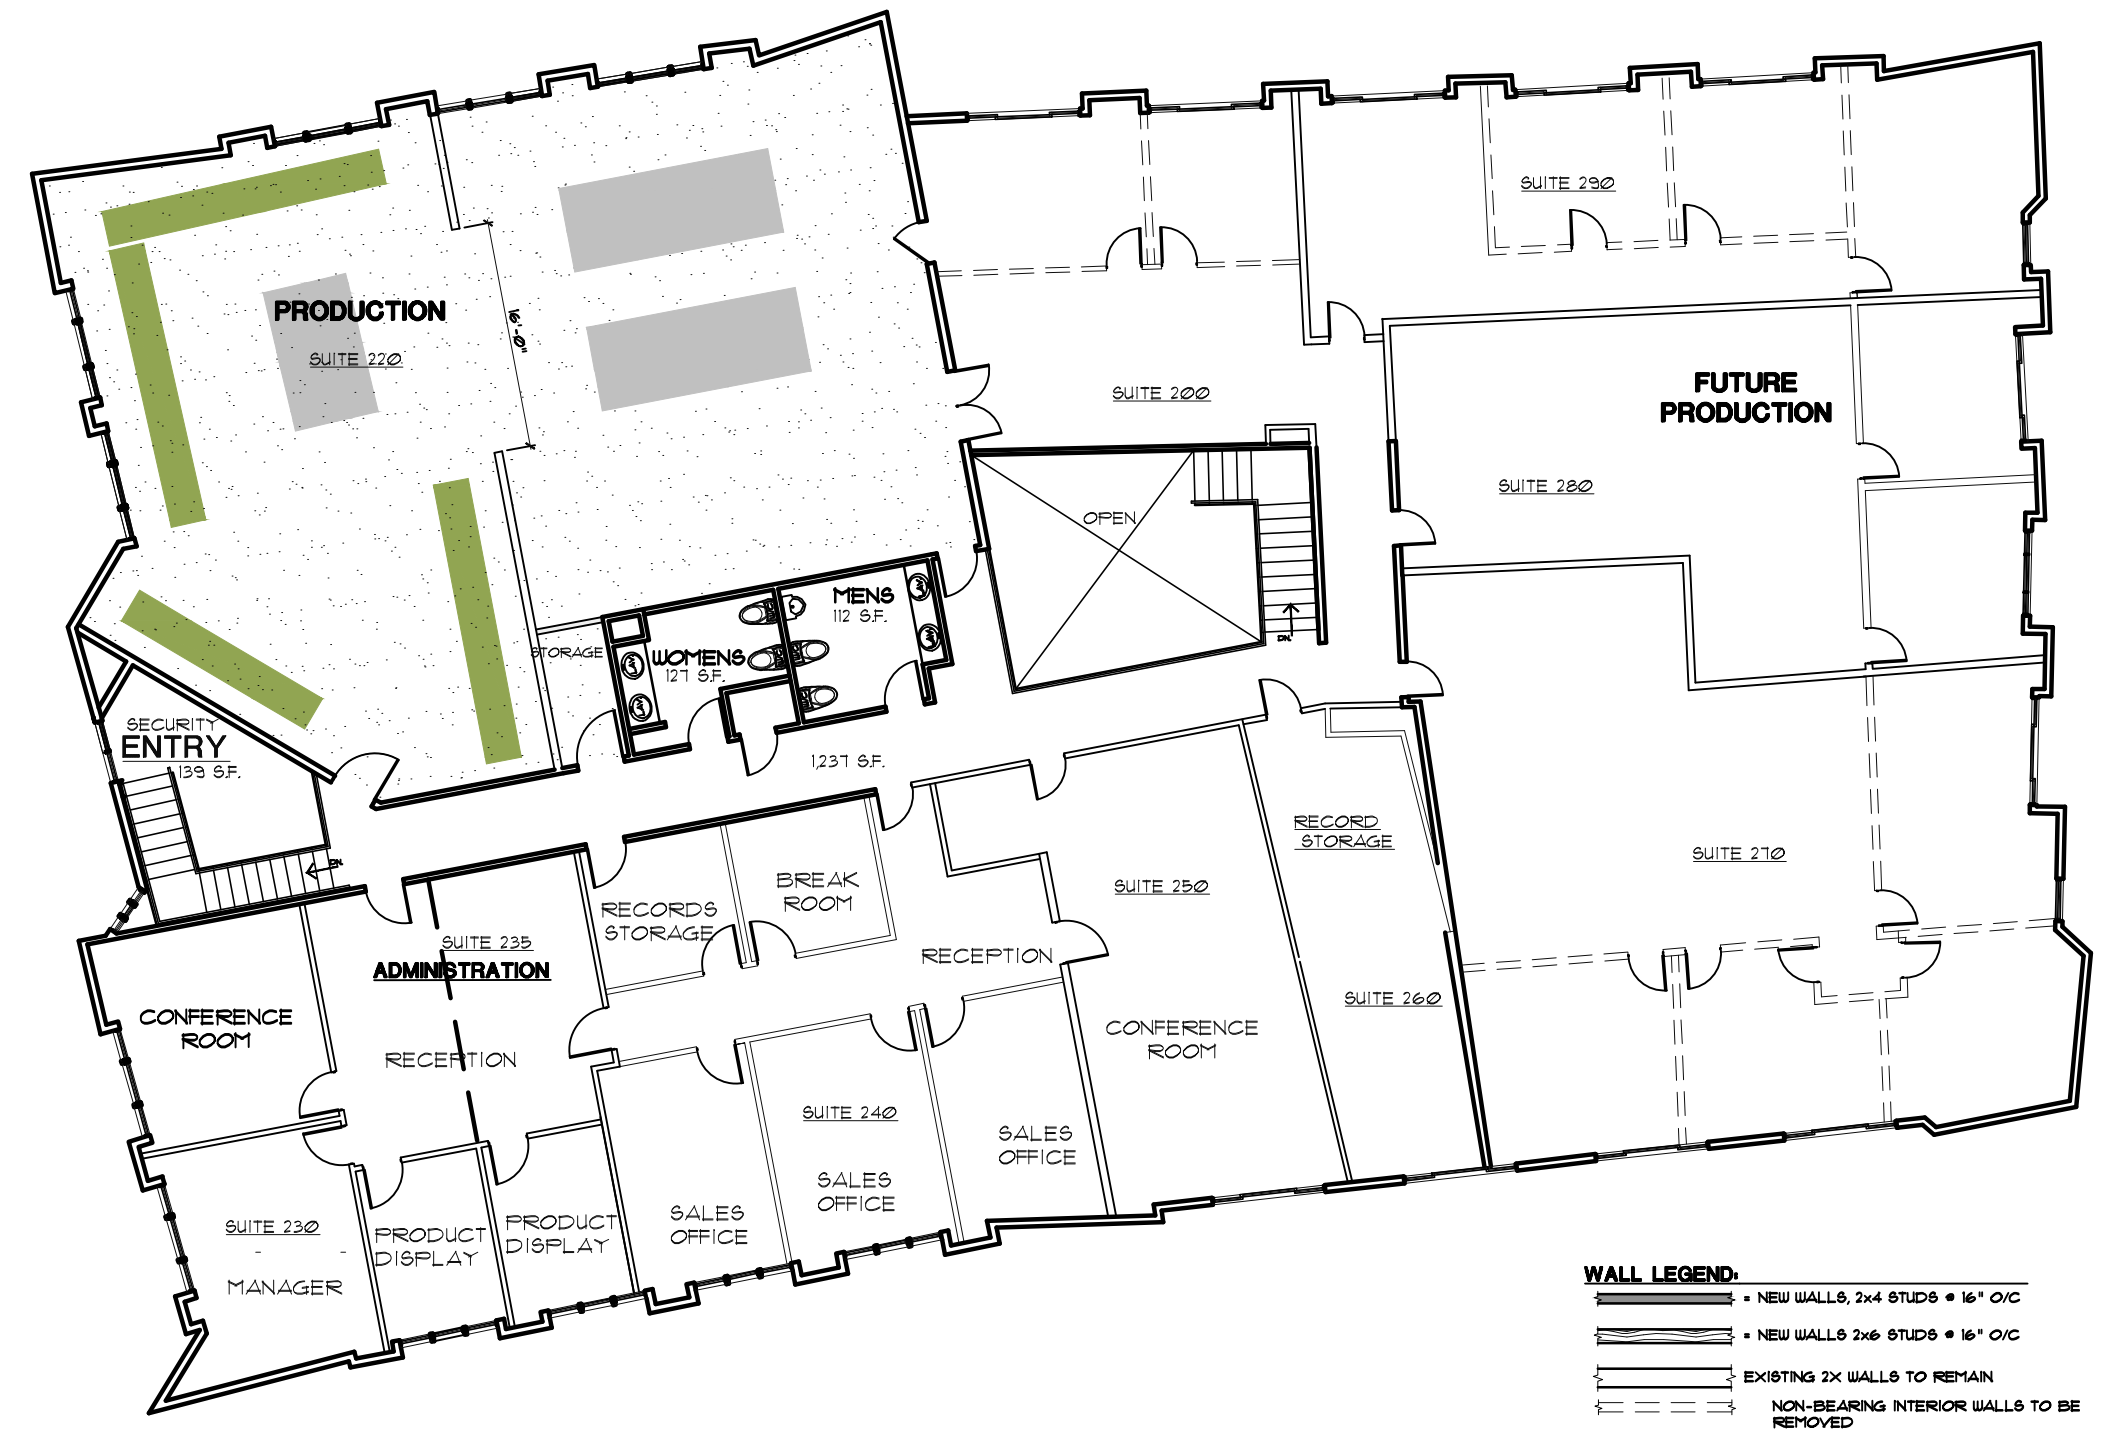 PRODUCTION
SUITE 220
16'-0"
SUITE 290
SUITE 200
FUTURE
PRODUCTION
SUITE 280
OPEN
DN.
MENS
112 S.F.
LAV
LAV
STORAGE
WOMENS
127 S.F.
LAV
LAV
SECURITY
ENTRY
139 S.F.
DN.
1,237 S.F.
RECORD
STORAGE
SUITE 270
BREAK
ROOM
SUITE 250
RECORDS
STORAGE
SUITE 235
ADMINISTRATION
RECEPTION
SUITE 260
CONFERENCE
ROOM
RECEPTION
CONFERENCE
ROOM
SUITE 240
SALES
OFFICE
SALES
OFFICE
SALES
OFFICE
SUITE 230
MANAGER
PRODUCT
DISPLAY
PRODUCT
DISPLAY
WALL LEGEND:
= NEW WALLS, 2x4 STUDS @ 16" O/C
= NEW WALLS 2x6 STUDS @ 16" O/C
EXISTING 2X WALLS TO REMAIN
NON-BEARING INTERIOR WALLS TO BE
REMOVED